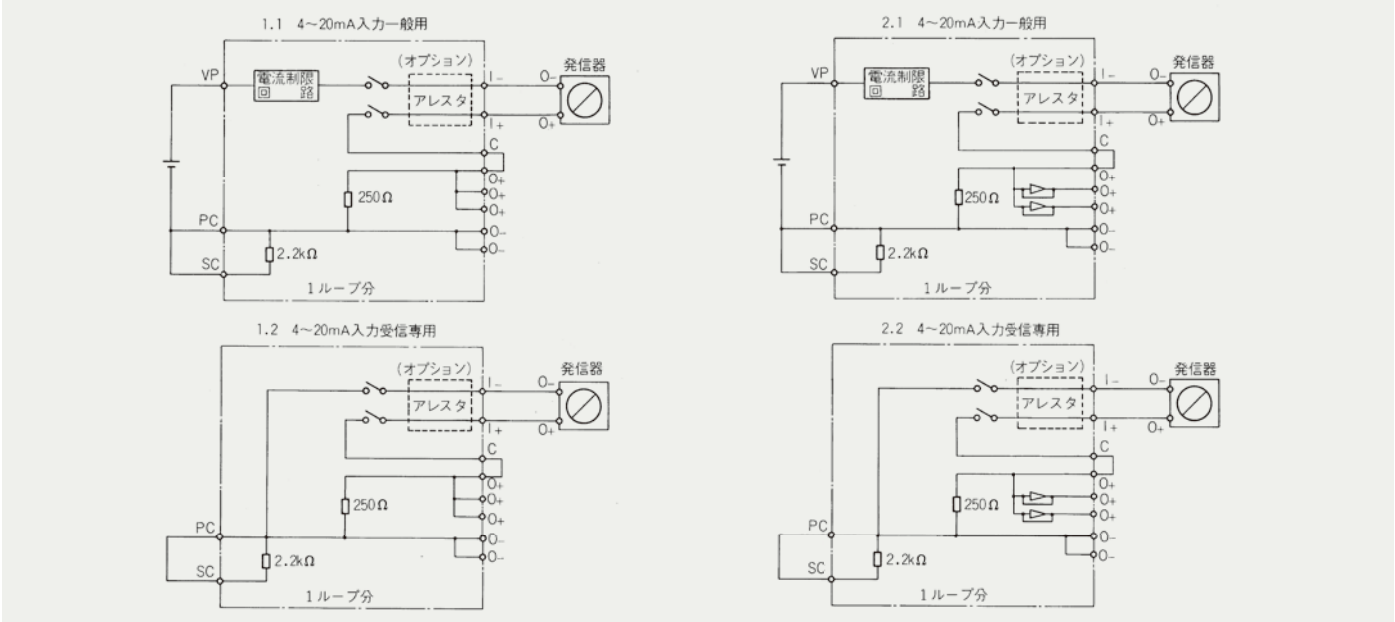 1.1 4〜20mA入力一般用
(オプション)
発信器
VP
電流制限
回路
アレスタ
I-
O-
I+
O+
C
O+
250Ω
O+
O+
PC
O-
2.2kΩ
O-
SC
1ループ分
2.1 4〜20mA入力一般用
(オプション)
発信器
VP
電流制限
回路
アレスタ
I-
O-
I+
O+
C
O+
250Ω
O+
O+
PC
O-
2.2kΩ
O-
SC
1ループ分
1.2 4〜20mA入力受信専用
(オプション)
発信器
アレスタ
I-
O-
I+
O+
C
O+
250Ω
O+
O+
PC
O-
2.2kΩ
O-
SC
1ループ分
2.2 4〜20mA入力受信専用
(オプション)
発信器
アレスタ
I-
O-
I+
O+
C
O+
250Ω
O+
O+
PC
O-
2.2kΩ
O-
SC
1ループ分